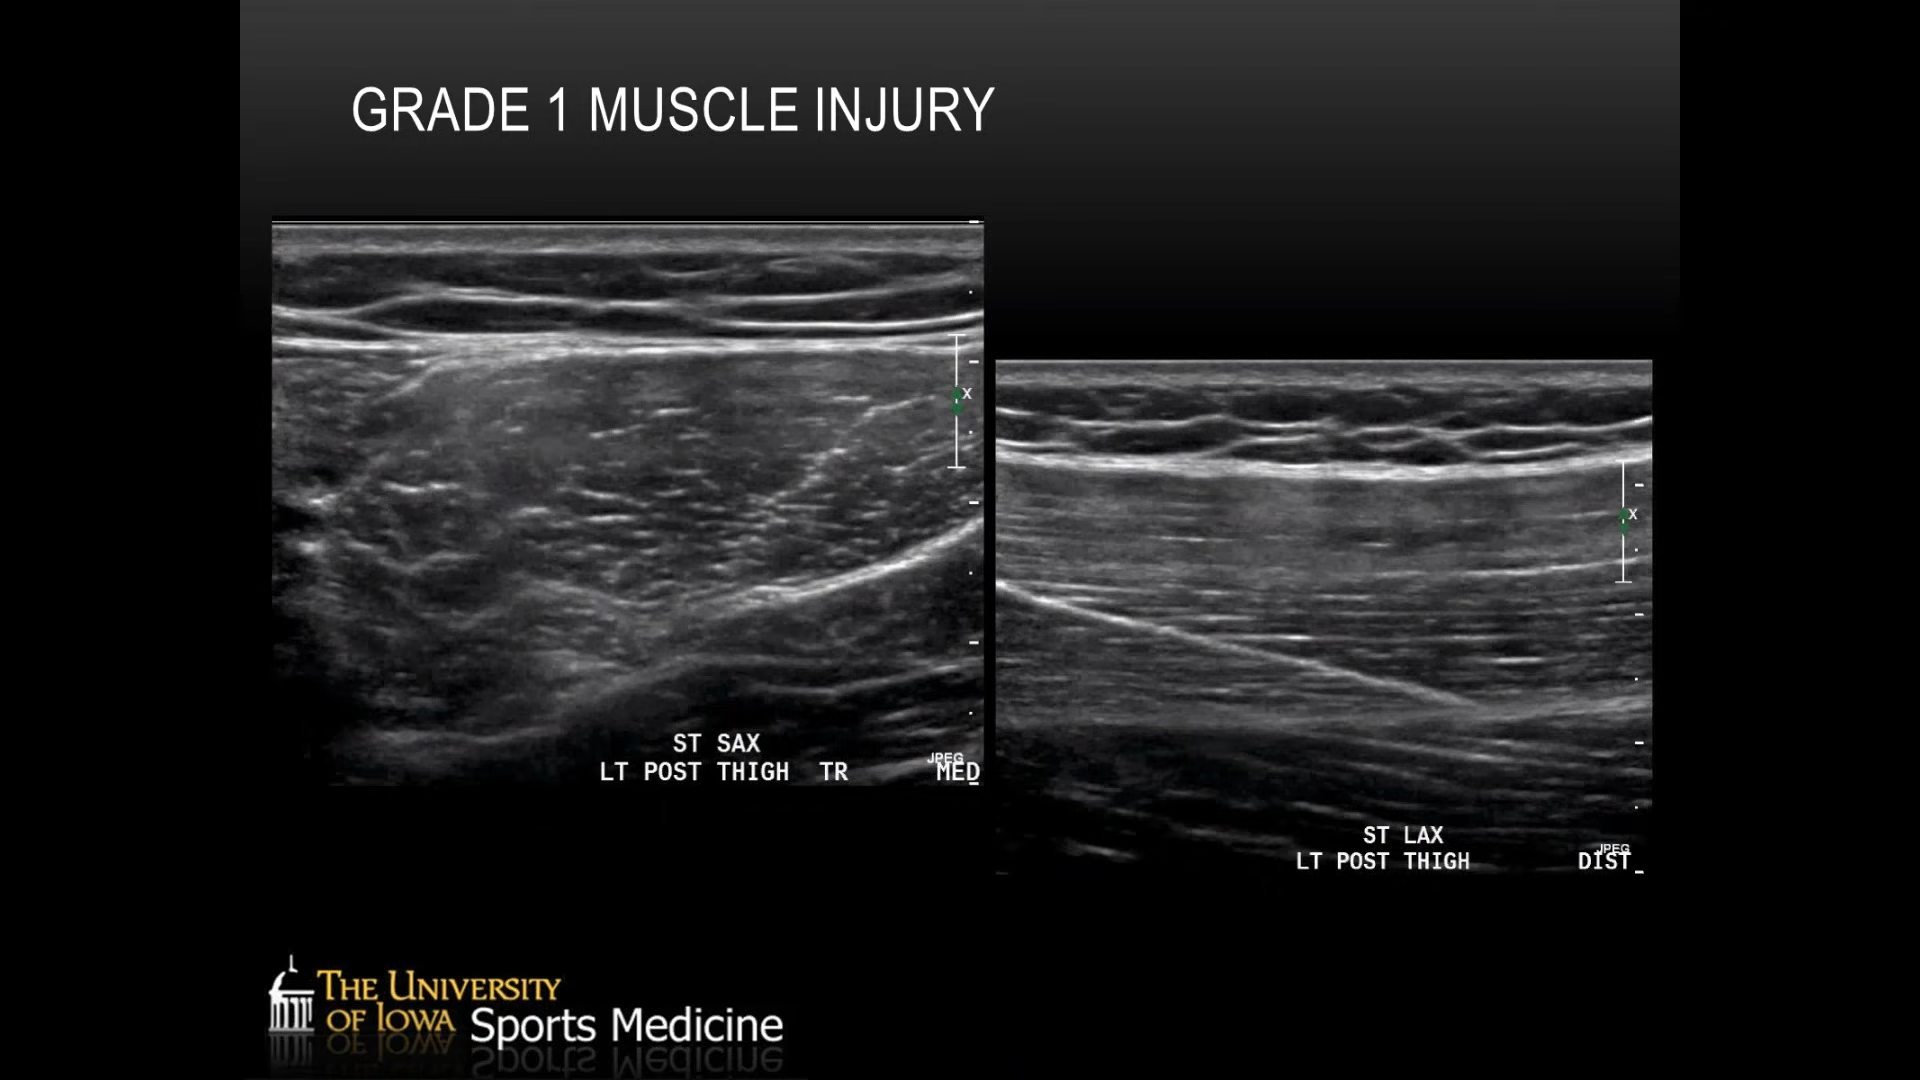 GRADE 1 MUSCLE INJURY
X
ST SAX
LT POST THIGH TR
JPEG
MED
X
ST LAX
LT POST THIGH
JPEG
DIST
THE UNIVERSITY
OF IOWA Sports Medicine